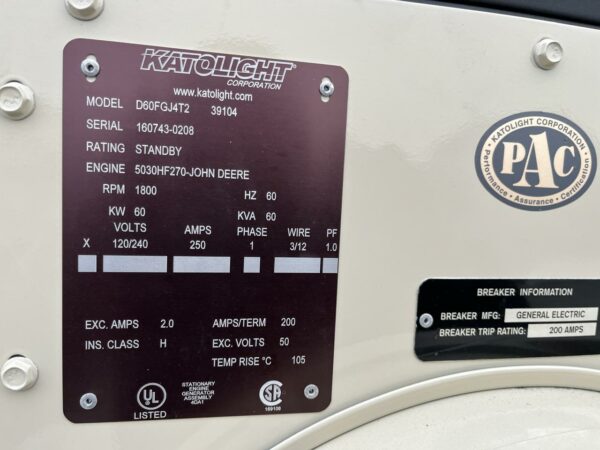 KATOLIGHT
CORPORATION
www.katolight.com
MODEL D60FGJ4T2 39104
SERIAL 160743-0208
RATING STANDBY
ENGINE 5030HF270-JOHN DEERE
RPM 1800 HZ 60
KW 60 KVA 60
VOLTS AMPS PHASE WIRE PF
X 120/240 250 1 3/12 1.0
EXC. AMPS 2.0 AMPS/TERM 200
INS. CLASS H EXC. VOLTS 50
TEMP RISE °C 105
UL
LISTED
STATIONARY
ENGINE
GENERATOR
ASSEMBLY
4DA1
SA
169106
KATOLIGHT CORPORATION
PAC
Performance - Assurance - Certification
BREAKER INFORMATION
BREAKER MFG: GENERAL ELECTRIC
BREAKER TRIP RATING: 200 AMPS